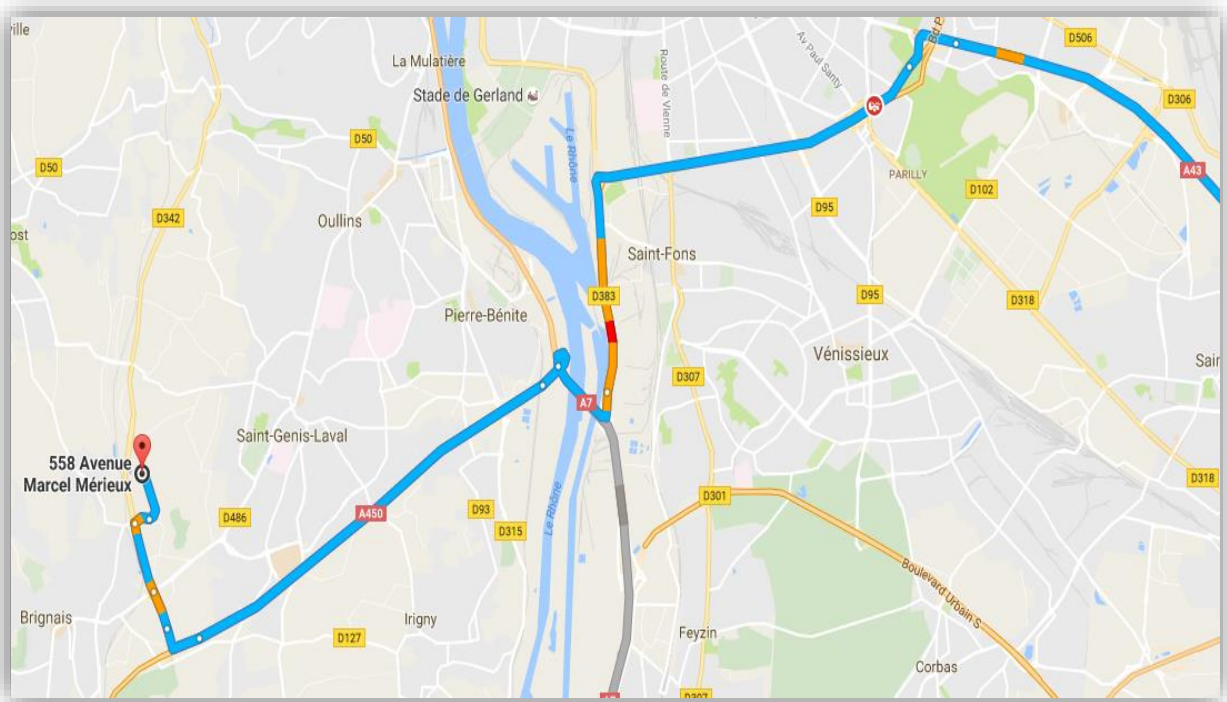 ville
La Mulatière
Stade de Gerland
Le Rhône
Route de Vienne
Av Paul Santy
Bd P
D506
D306
A43
PARILLY
D102
D50
D50
D342
ost
Oullins
D95
Saint-Fons
D383
D95
D318
Pierre-Bénite
Vénissieux
Sair
D307
A7
Saint-Genis-Laval
558 Avenue
Marcel Mérieux
D486
A450
D93
D315
Le Rhône
D301
D318
Boulevard Urbain S
Brignais
Irigny
D127
Feyzin
Corbas
D307